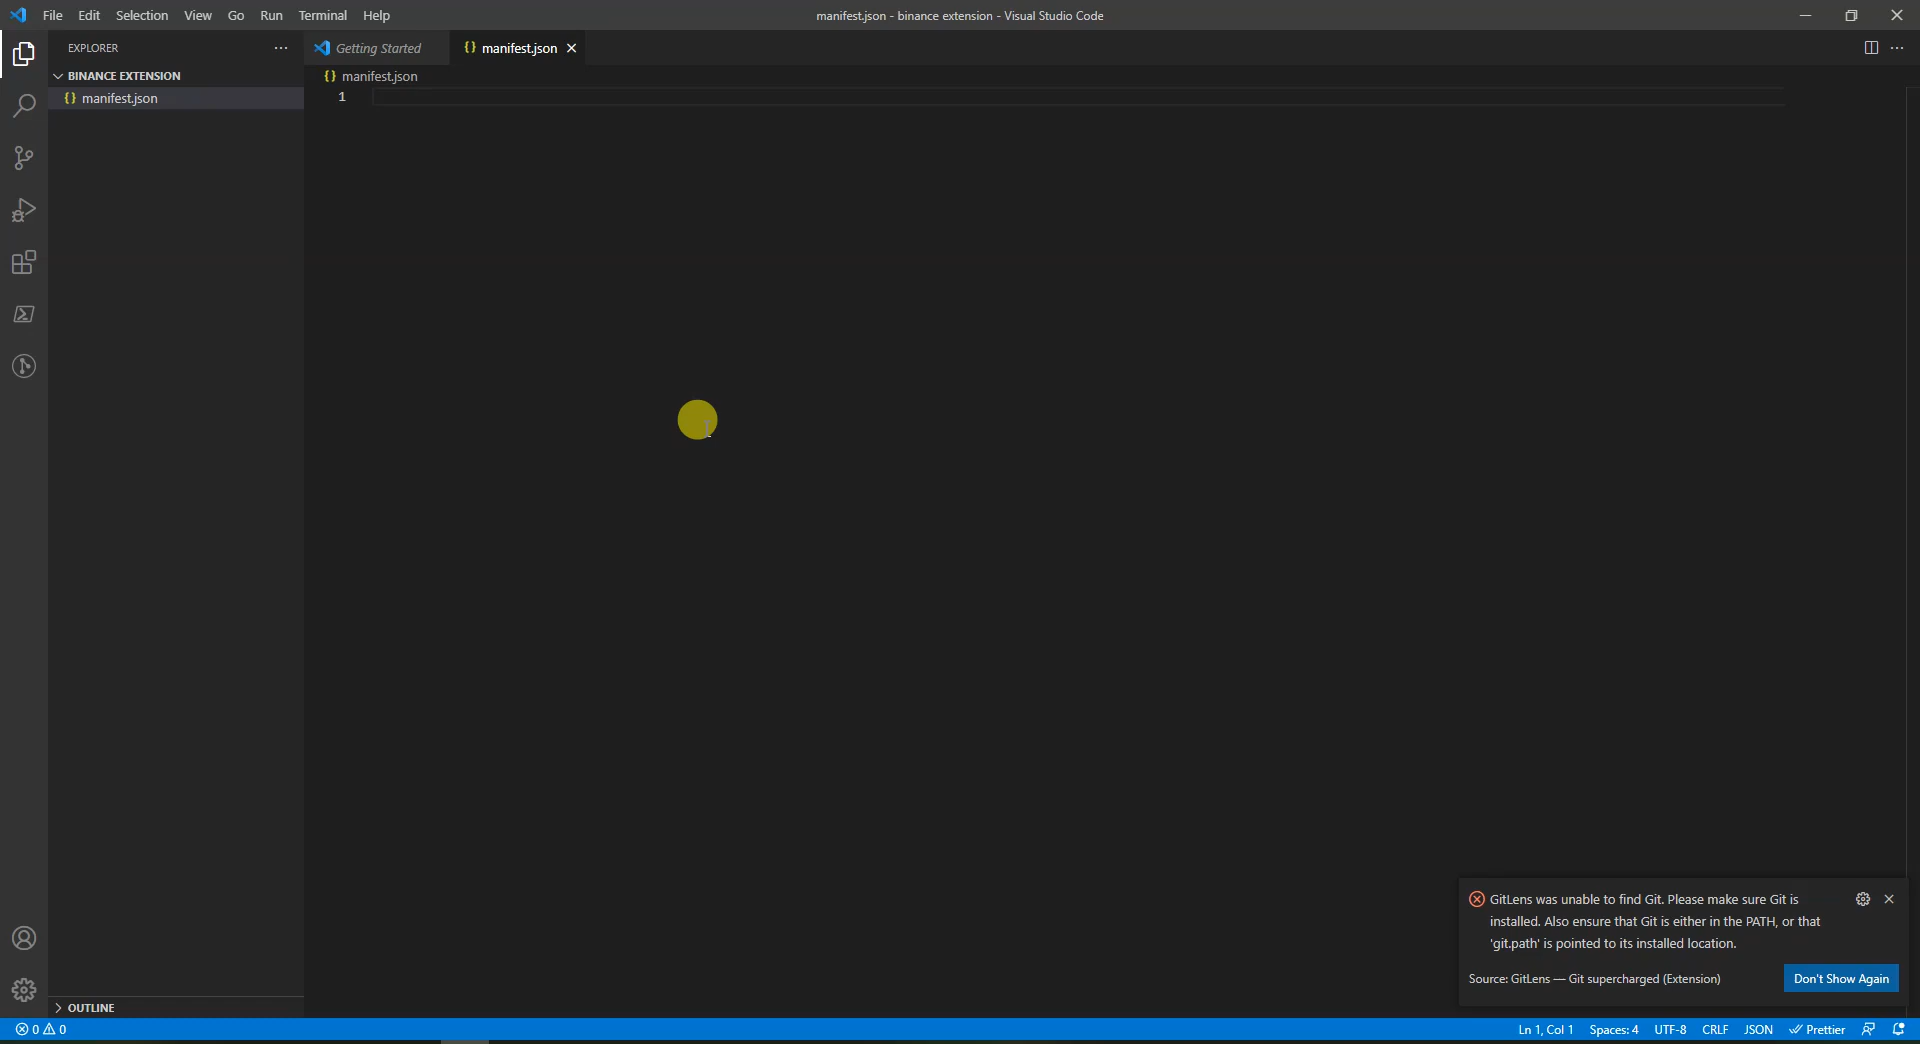 File Edit Selection View Go Run Terminal Help
manifest.json - binance extension - Visual Studio Code
EXPLORER
Getting Started
manifest.json
BINANCE EXTENSION
manifest.json
manifest.json
1
GitLens was unable to find Git. Please make sure Git is
installed. Also ensure that Git is either in the PATH, or that
'git.path' is pointed to its installed location.
Source: GitLens — Git supercharged (Extension)
Don't Show Again
OUTLINE
0 0
Ln 1, Col 1 Spaces: 4 UTF-8 CRLF JSON Prettier